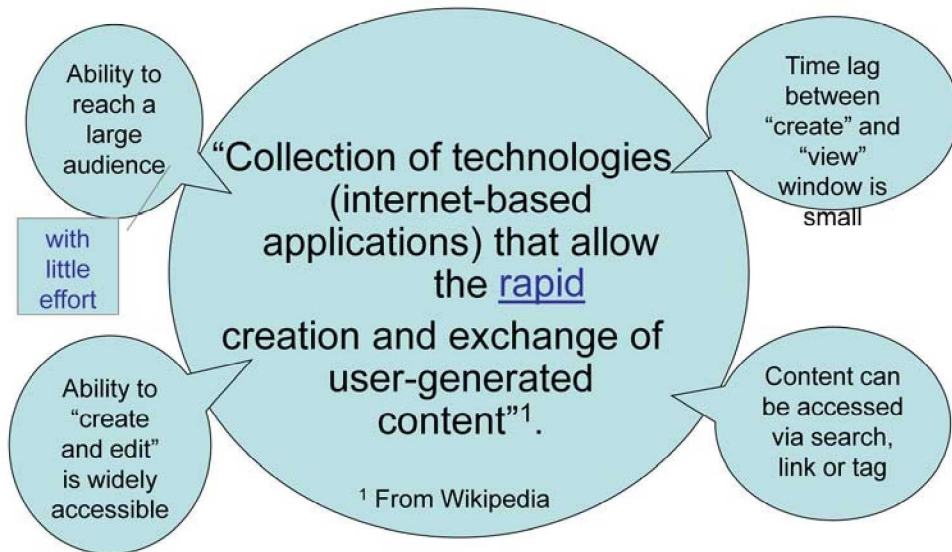 Ability to
reach a
large
audience
with
little
effort
Time lag
between
“create” and
“view”
window is
small
“Collection of technologies
(internet-based
applications) that allow
the rapid
creation and exchange of
user-generated
content”¹.
¹ From Wikipedia
Ability to
“create
and edit”
is widely
accessible
Content can
be accessed
via search,
link or tag